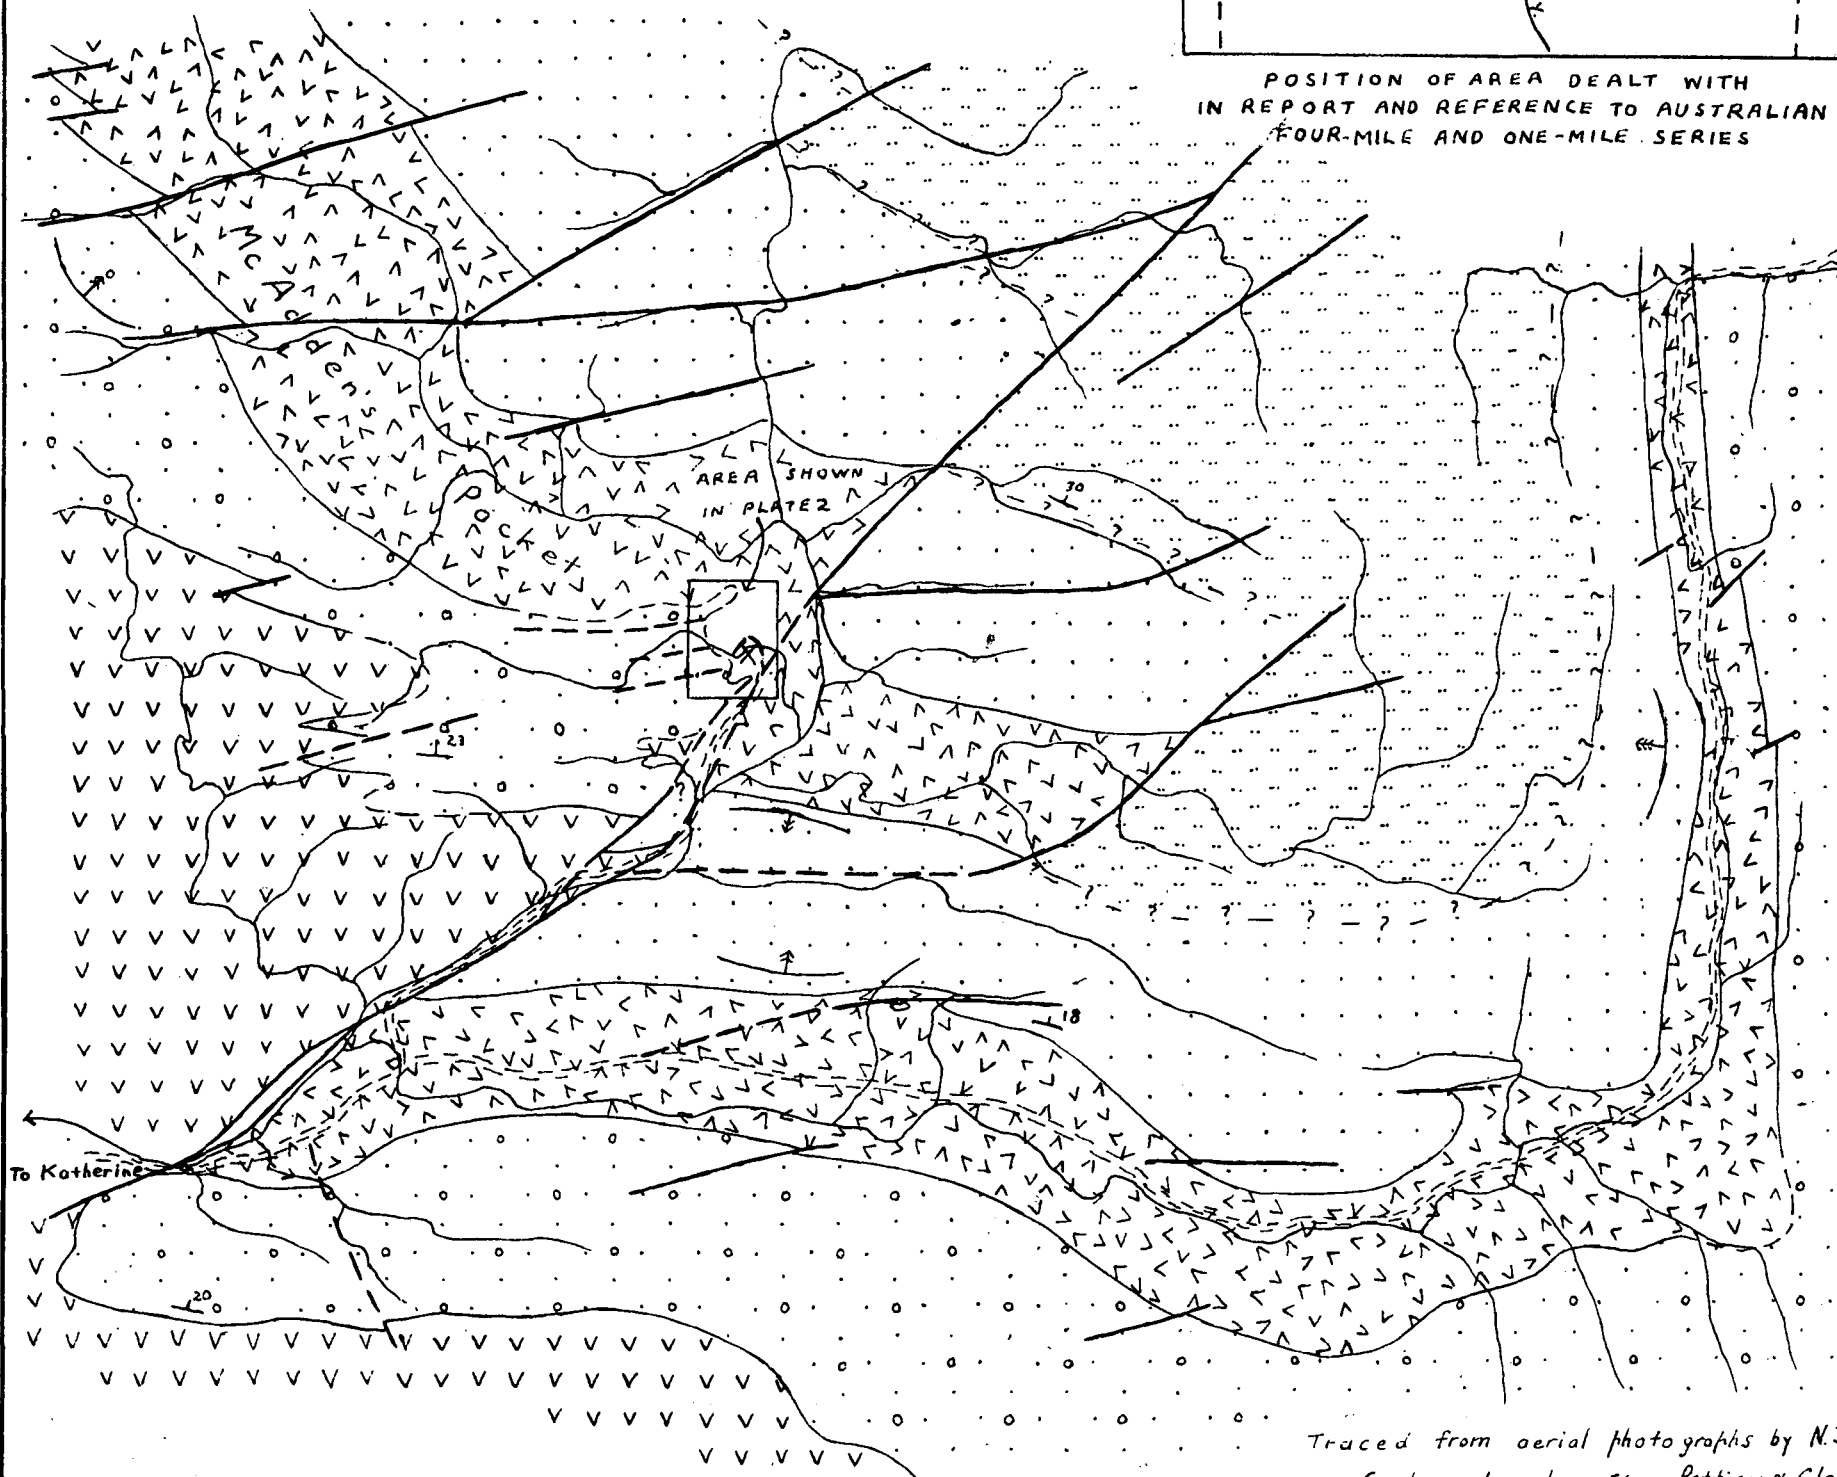 POSITION OF AREA DEALT WITH
IN REPORT AND REFERENCE TO AUSTRALIAN
FOUR-MILE AND ONE-MILE SERIES
McAddens
Pocket
AREA SHOWN
IN PLATE 2
30
23
18
To Katherine
20
Traced from aerial photographs by N.J